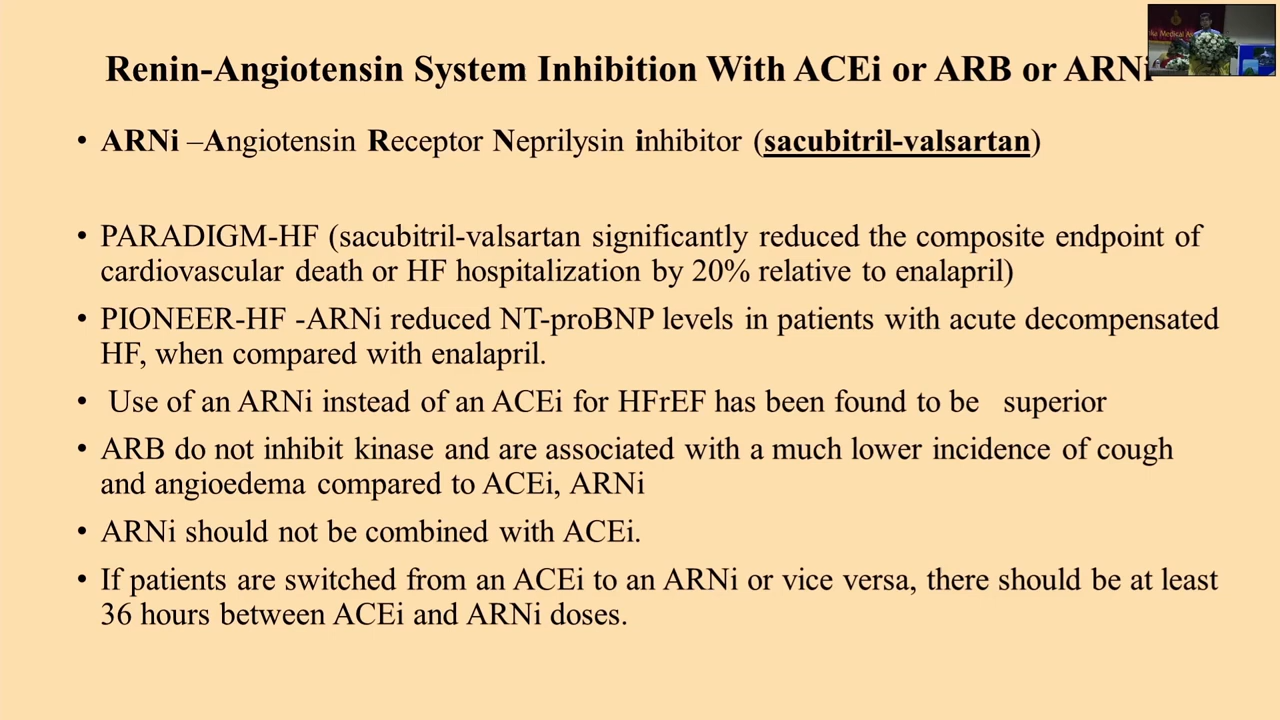 Renin-Angiotensin System Inhibition With ACEi or ARB or ARNi
• ARNi –Angiotensin Receptor Neprilysin inhibitor (sacubitril-valsartan)
• PARADIGM-HF (sacubitril-valsartan significantly reduced the composite endpoint of
cardiovascular death or HF hospitalization by 20% relative to enalapril)
• PIONEER-HF -ARNi reduced NT-proBNP levels in patients with acute decompensated
HF, when compared with enalapril.
• Use of an ARNi instead of an ACEi for HFrEF has been found to be superior
• ARB do not inhibit kinase and are associated with a much lower incidence of cough
and angioedema compared to ACEi, ARNi
• ARNi should not be combined with ACEi.
• If patients are switched from an ACEi to an ARNi or vice versa, there should be at least
36 hours between ACEi and ARNi doses.
Medical